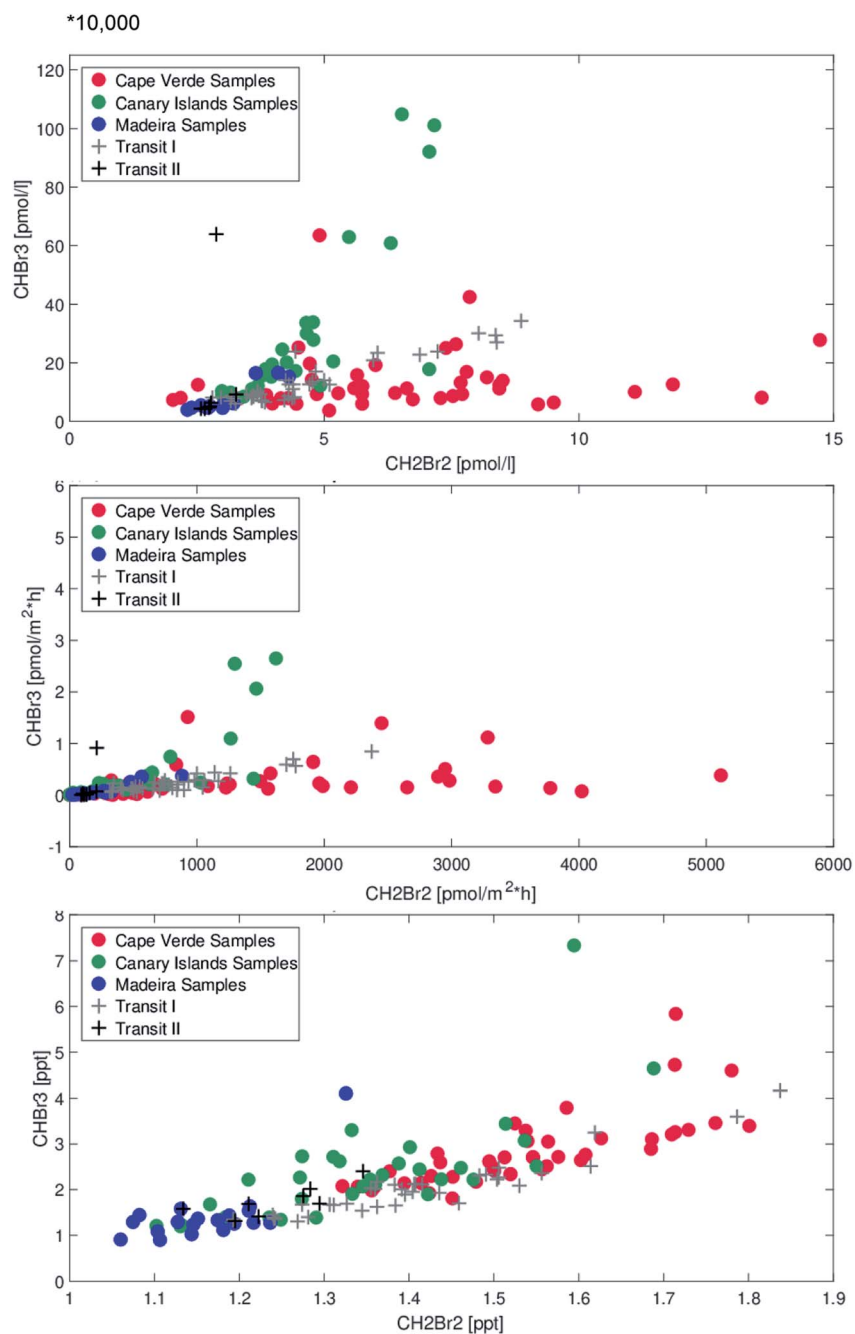 *10,000
120
100
80
60
40
20
0
CHBr3 [pmol/l]
Cape Verde Samples
Canary Islands Samples
Madeira Samples
Transit I
Transit II
0 5 10 15
CH2Br2 [pmol/l]
6
5
4
3
2
1
0
-1
CHBr3 [pmol/m2*h]
Cape Verde Samples
Canary Islands Samples
Madeira Samples
Transit I
Transit II
0 1000 2000 3000 4000 5000 6000
CH2Br2 [pmol/m2*h]
8
7
6
5
4
3
2
1
0
CHBr3 [ppt]
Cape Verde Samples
Canary Islands Samples
Madeira Samples
Transit I
Transit II
1 1.1 1.2 1.3 1.4 1.5 1.6 1.7 1.8 1.9
CH2Br2 [ppt]